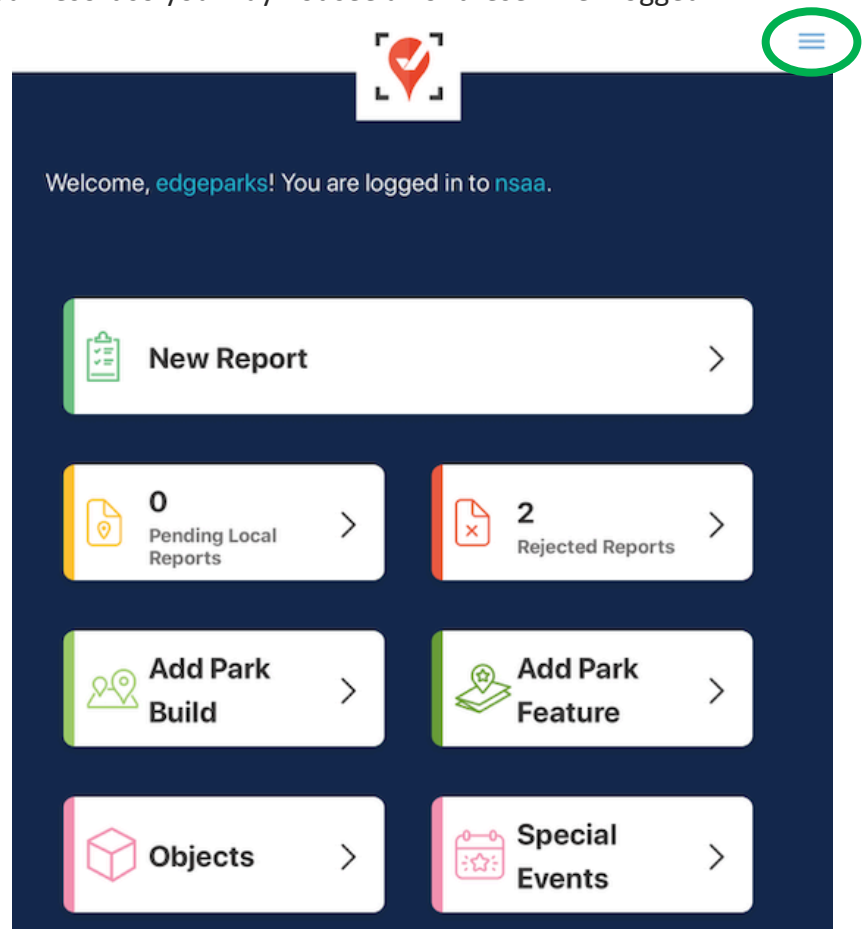 Welcome, edgeparks! You are logged in to nsaa.
New Report
0
Pending Local
Reports
2
Rejected Reports
Add Park
Build
Add Park
Feature
Objects
Special
Events